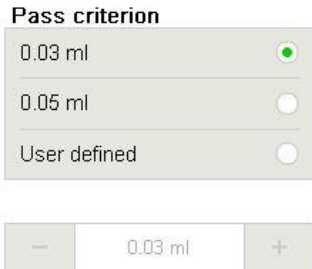 Pass criterion
0.03 ml
0.05 ml
User defined
− 0.03 ml +